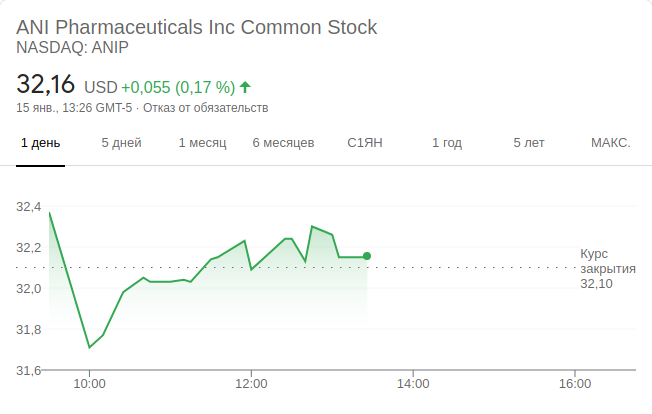 ANI Pharmaceuticals Inc Common Stock
NASDAQ: ANIP
32,16 USD +0,055 (0,17 %)
15 янв., 13:26 GMT-5 · Отказ от обязательств
1 день 5 дней 1 месяц 6 месяцев С1ЯН 1 год 5 лет МАКС.
32,4
32,2
32,0
31,8
31,6
Курс
закрытия
32,10
10:00 12:00 14:00 16:00